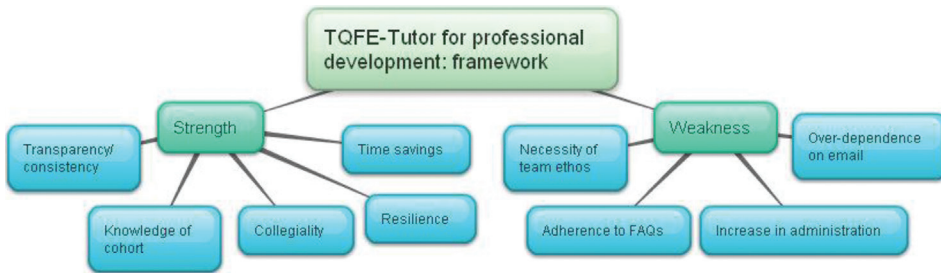 TQFE-Tutor for professional
development: framework
Strength
Transparency/
consistency
Knowledge of
cohort
Collegiality
Resilience
Time savings
Weakness
Necessity of
team ethos
Adherence to FAQs
Increase in administration
Over-dependence
on email